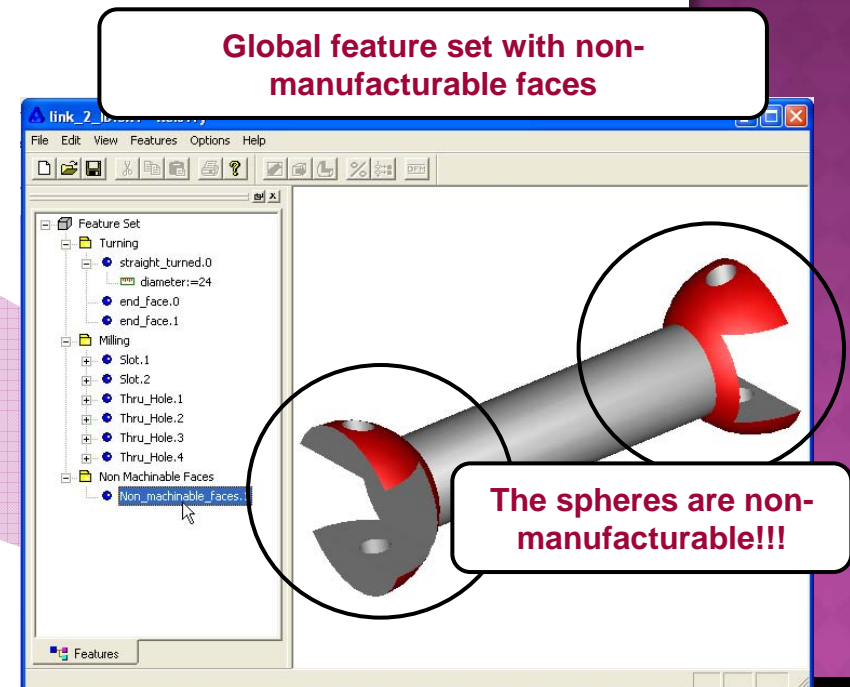 Global feature set with non-
manufacturable faces
File Edit View Features Options Help
DFM
Feature Set
Turning
straight_turned.0
diameter:=24
end_face.0
end_face.1
Milling
Slot.1
Slot.2
Thru_Hole.1
Thru_Hole.2
Thru_Hole.3
Thru_Hole.4
Non Machinable Faces
Non_machinable_faces.
The spheres are non-
manufacturable!!!
Features